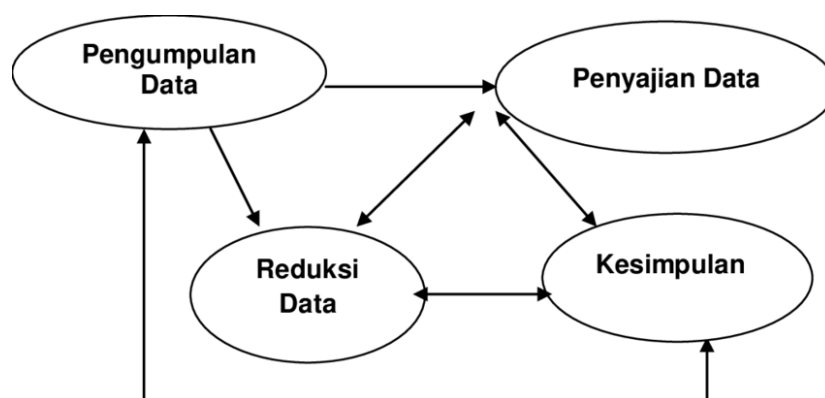 Pengumpulan
Data
Penyajian Data
Reduksi
Data
Kesimpulan